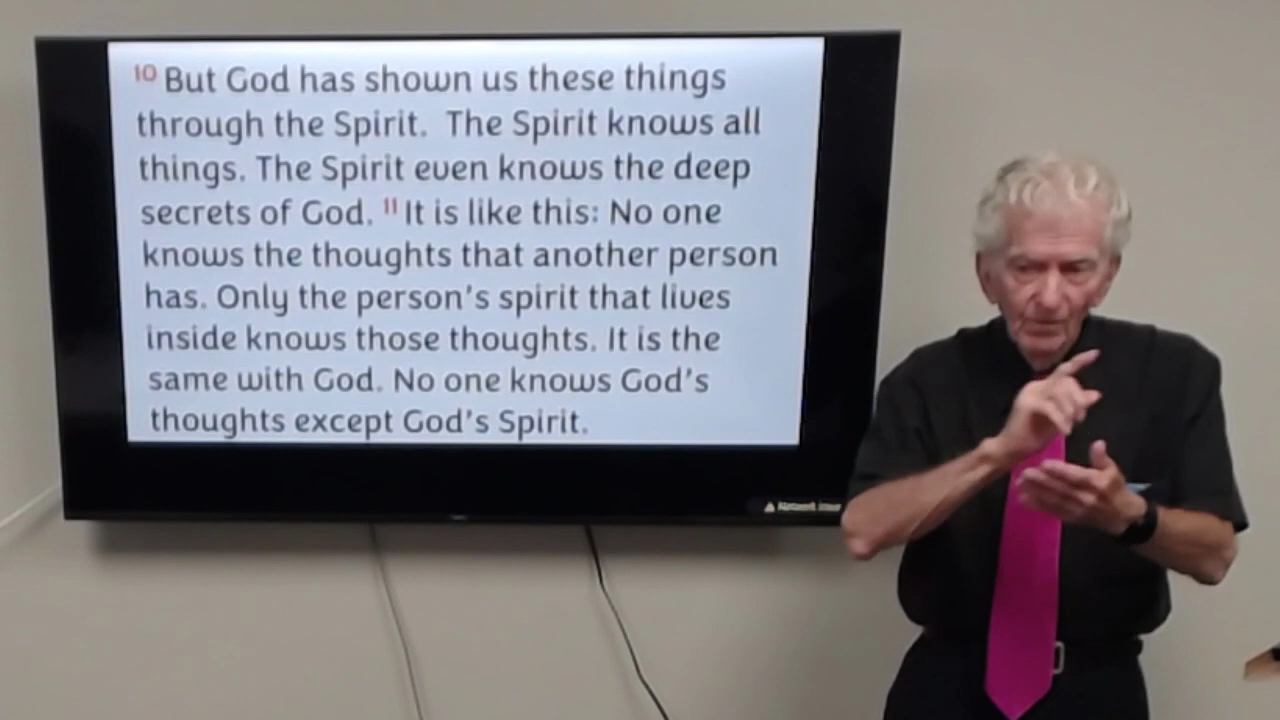 10 But God has shown us these things
through the Spirit. The Spirit knows all
things. The Spirit even knows the deep
secrets of God. 11 It is like this: No one
knows the thoughts that another person
has. Only the person's spirit that lives
inside knows those thoughts. It is the
same with God. No one knows God's
thoughts except God's Spirit.